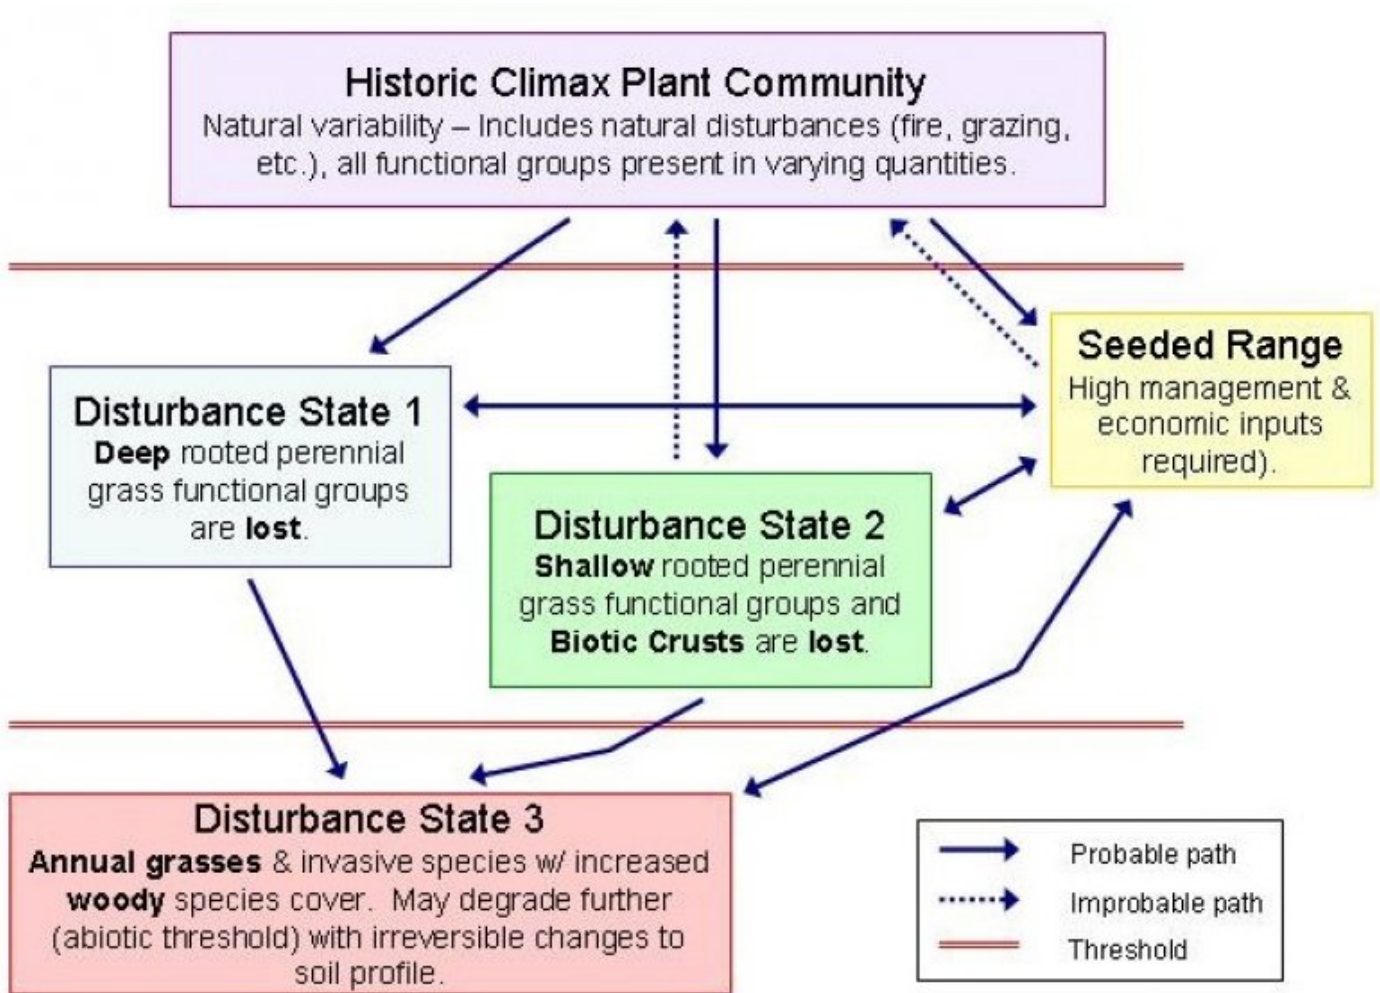 Historic Climax Plant Community
Natural variability – Includes natural disturbances (fire, grazing,
etc.), all functional groups present in varying quantities.
Seeded Range
High management &
economic inputs
required).
Disturbance State 1
Deep rooted perennial
grass functional groups
are lost.
Disturbance State 2
Shallow rooted perennial
grass functional groups and
Biotic Crusts are lost.
Disturbance State 3
Annual grasses & invasive species w/ increased
woody species cover. May degrade further
(abiotic threshold) with irreversible changes to
soil profile.
Probable path
Improbable path
Threshold